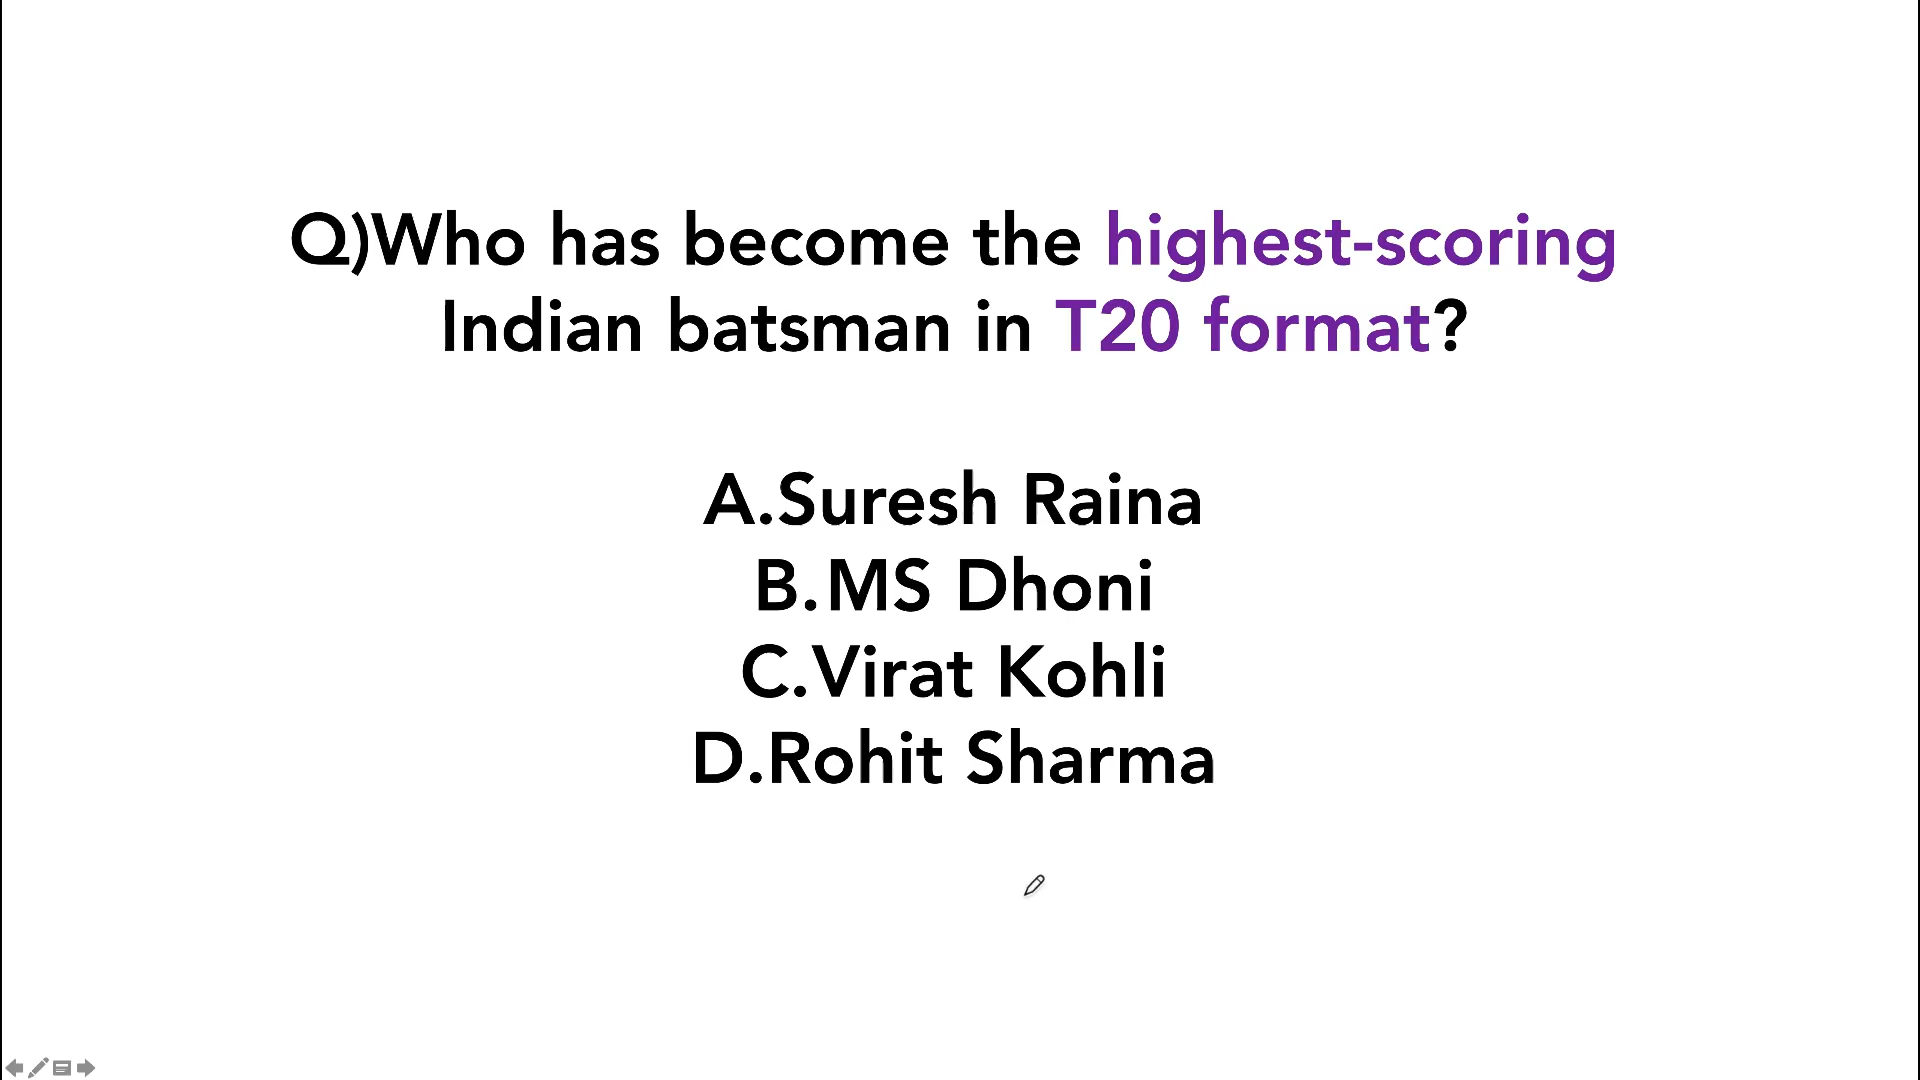 Q)Who has become the highest-scoring
Indian batsman in T20 format?
A.Suresh Raina
B.MS Dhoni
C.Virat Kohli
D.Rohit Sharma